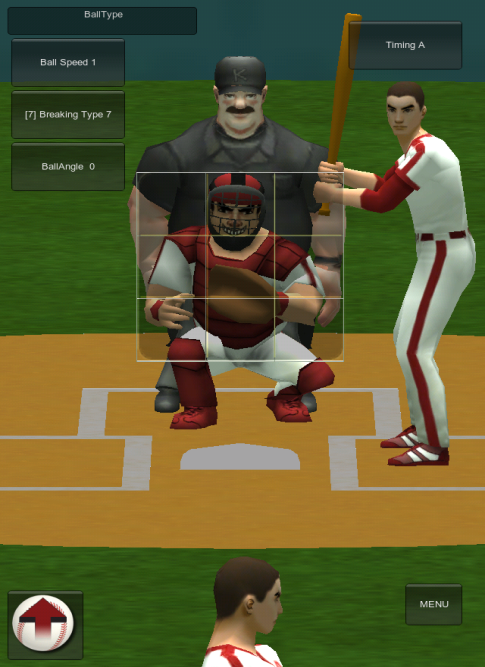 BallType
Timing A
Ball Speed 1
[7] Breaking Type 7
BallAngle 0
K
MENU